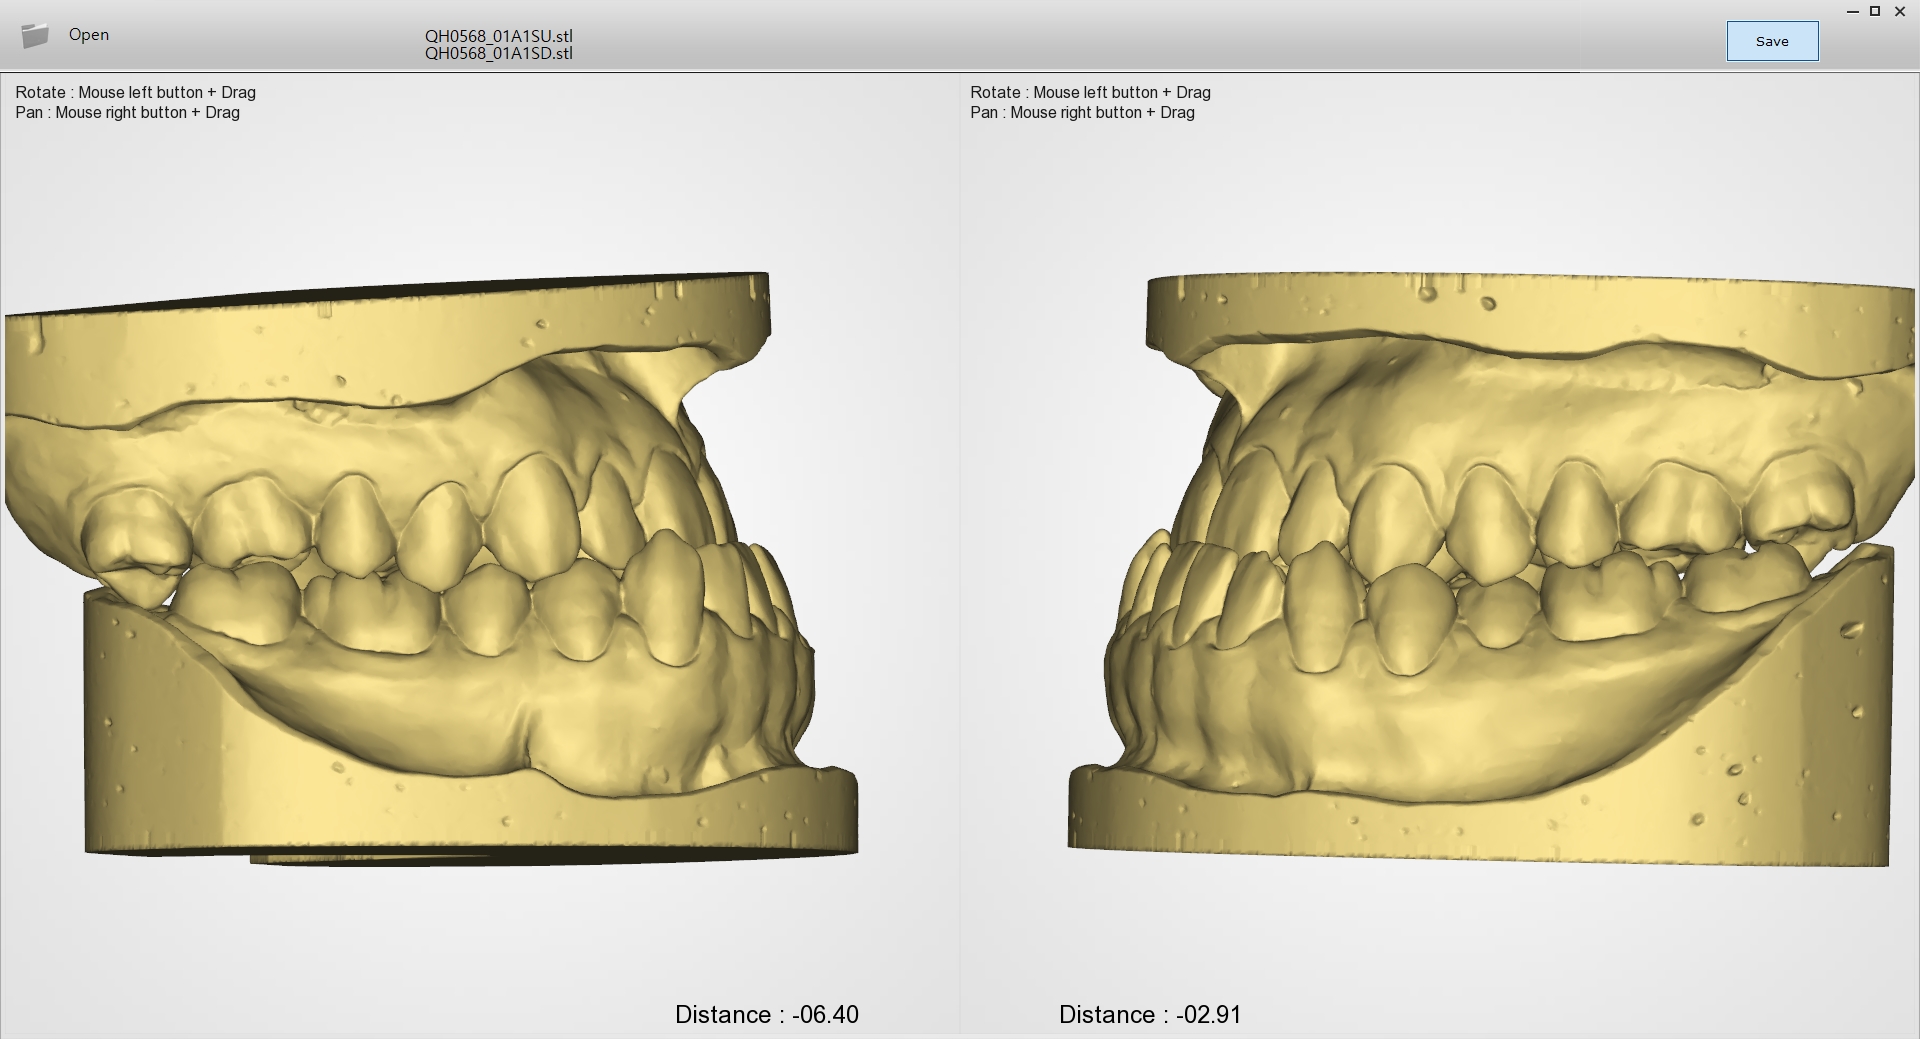 Open
QH0568_01A1SU.stl
QH0568_01A1SD.stl
Save
Rotate : Mouse left button + Drag
Pan : Mouse right button + Drag
Rotate : Mouse left button + Drag
Pan : Mouse right button + Drag
Distance : -06.40
Distance : -02.91